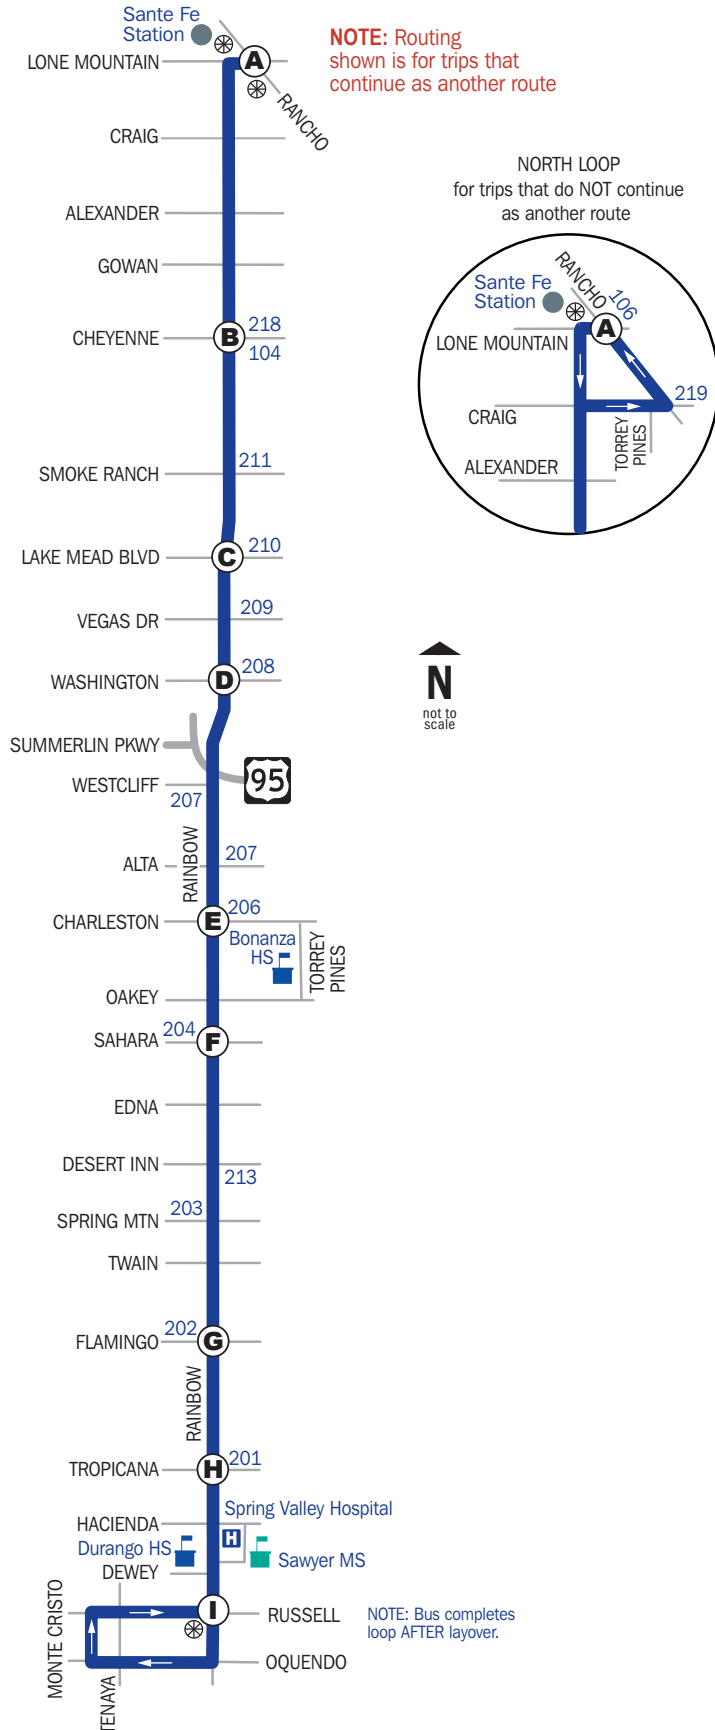 Sante Fe
Station
LONE MOUNTAIN
A
RANCHO
NOTE: Routing
shown is for trips that
continue as another route
CRAIG
ALEXANDER
GOWAN
CHEYENNE
B
218
104
NORTH LOOP
for trips that do NOT continue
as another route
RANCHO
106
Sante Fe
Station
LONE MOUNTAIN
A
219
CRAIG
TORREY
PINES
ALEXANDER
SMOKE RANCH
211
LAKE MEAD BLVD
C
210
VEGAS DR
209
WASHINGTON
D
208
N
not to
scale
SUMMERLIN PKWY
WESTCLIFF
95
207
RAINBOW
ALTA
207
CHARLESTON
E
206
Bonanza
HS
TORREY
PINES
OAKEY
204
SAHARA
F
EDNA
DESERT INN
213
203
SPRING MTN
TWAIN
202
FLAMINGO
G
RAINBOW
TROPICANA
H
201
Spring Valley Hospital
HACIENDA
H
Durango HS
Sawyer MS
DEWEY
MONTE CRISTO
I
RUSSELL
NOTE: Bus completes
loop AFTER layover.
OQUENDO
TENAYA